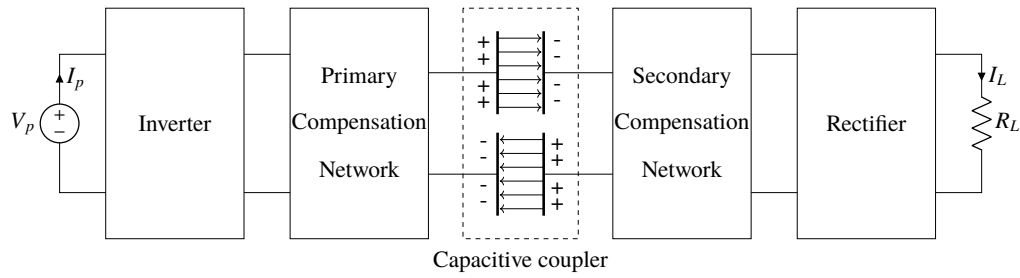 V_p
+
−
I_p
Inverter
Primary
Compensation
Network
+
+
+
+
-
-
-
-
-
-
-
-
+
+
+
+
Capacitive coupler
Secondary
Compensation
Network
Rectifier
I_L
R_L